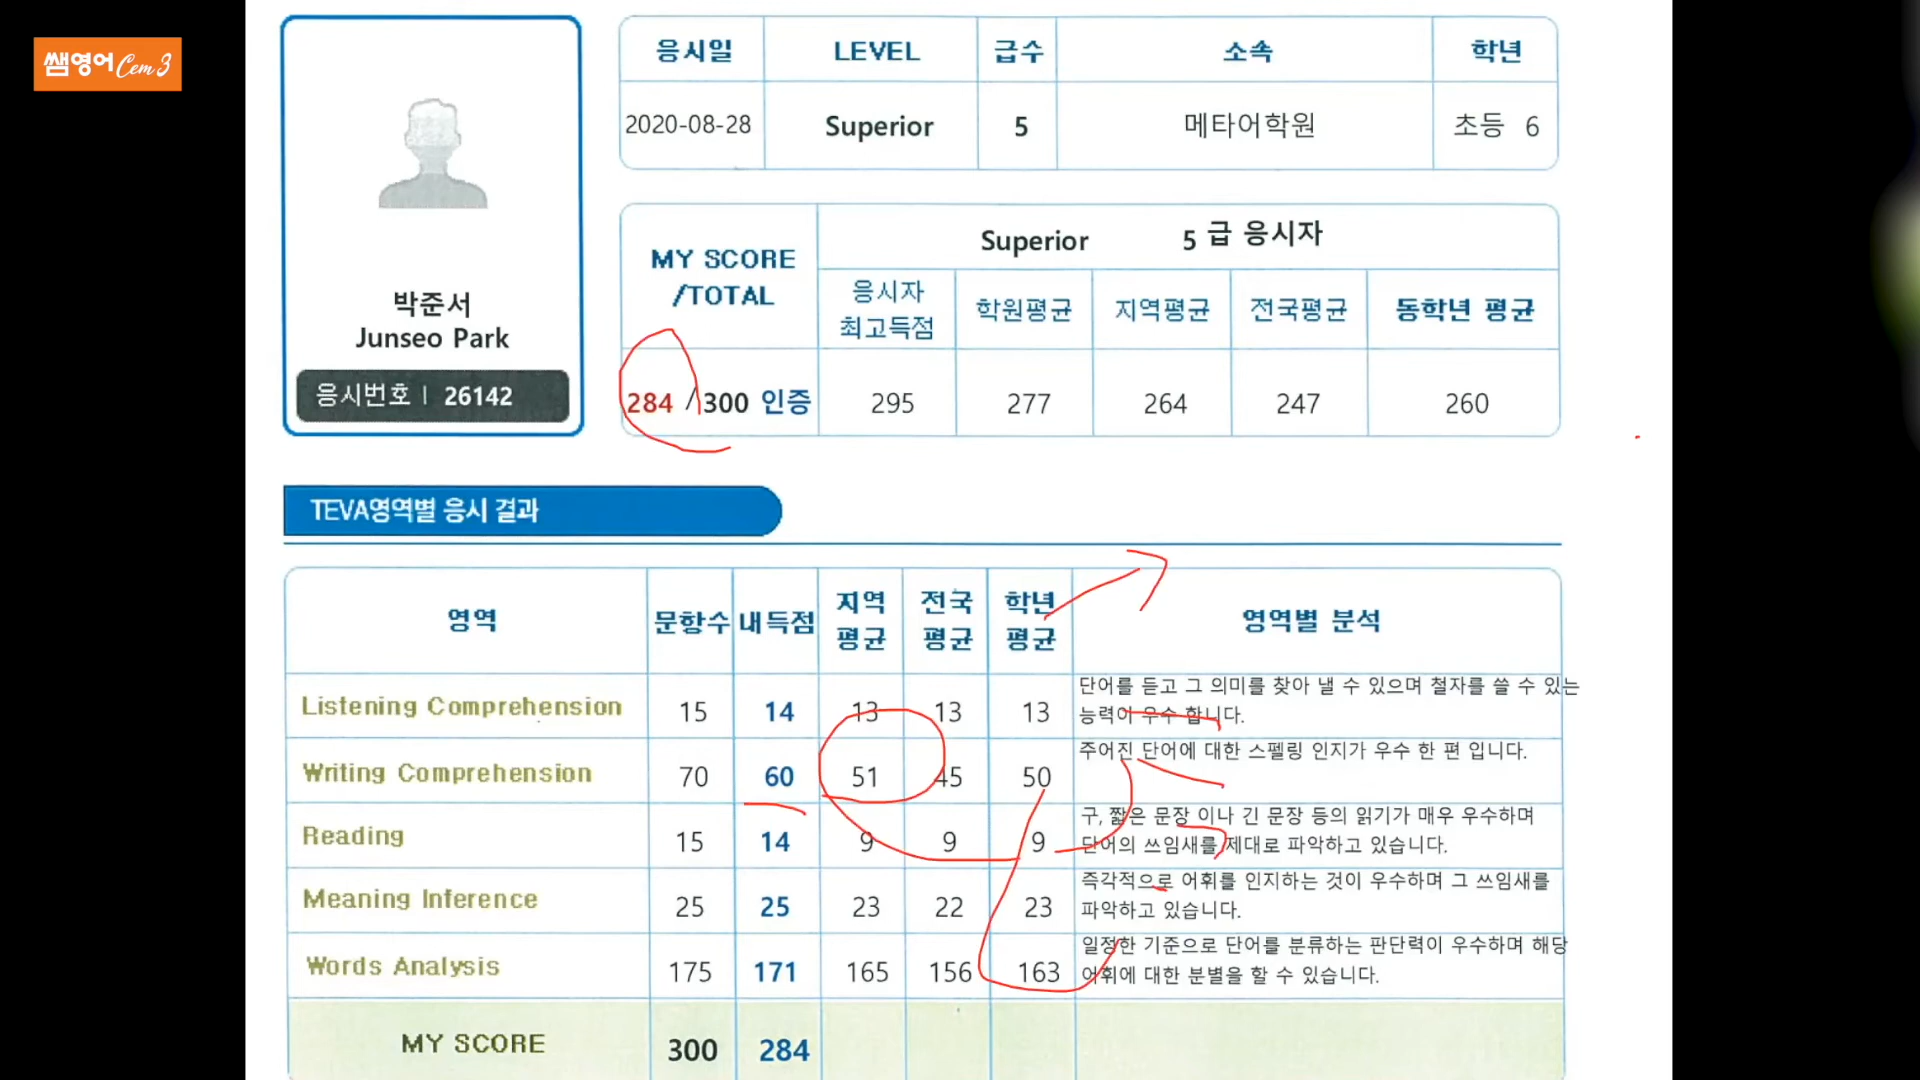 쌤영어 Cem 3
박준서
Junseo Park
응시번호 | 26142
응시일 LEVEL 급수 소속 학년
2020-08-28 Superior 5 메타어학원 초등 6
MY SCORE
/TOTAL
Superior 5 급 응시자
응시자
최고득점
학원평균 지역평균 전국평균 동학년 평균
284 /300 인증 295 277 264 247 260
TEVA영역별 응시 결과
영역 문항수 내득점 지역 평균 전국 평균 학년 평균 영역별 분석
Listening Comprehension 15 14 13 13 13
단어를 듣고 그 의미를 찾아 낼 수 있으며 철자를 쓸 수 있는
능력이 우수 합니다.
Writing Comprehension 70 60 51 45 50
주어진 단어에 대한 스펠링 인지가 우수 한 편 입니다.
Reading 15 14 9 9 9
구, 짧은 문장 이나 긴 문장 등의 읽기가 매우 우수하며
단어의 쓰임새를 제대로 파악하고 있습니다.
Meaning Inference 25 25 23 22 23
즉각적으로 어휘를 인지하는 것이 우수하며 그 쓰임새를
파악하고 있습니다.
Words Analysis 175 171 165 156 163
일정한 기준으로 단어를 분류하는 판단력이 우수하며 해당
어휘에 대한 분별을 할 수 있습니다.
MY SCORE 300 284